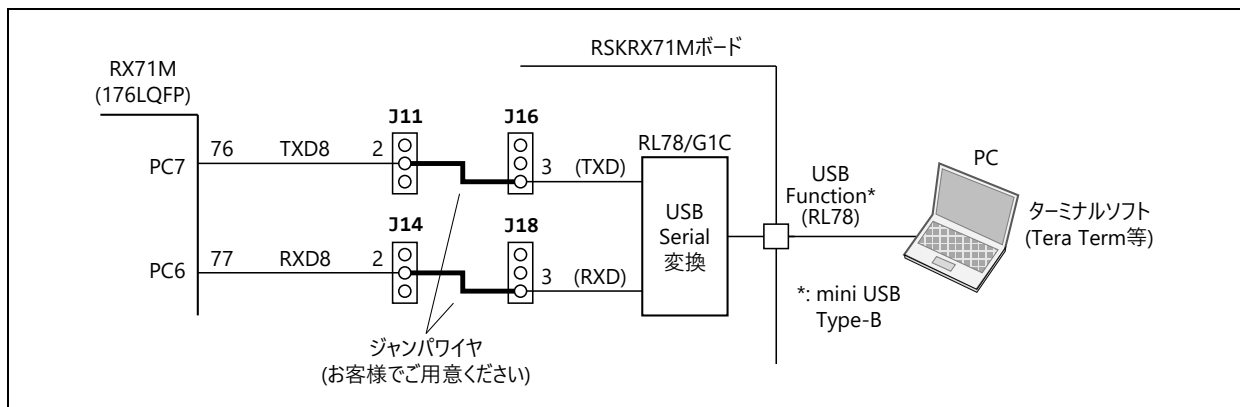 RSKRX71Mボード
RX71M
(176LQFP)
J11
J16
RL78/G1C
PC7
76
TXD8
2
3
(TXD)
USB
Function*
(RL78)
PC
ターミナルソフト
(Tera Term等)
J14
J18
USB
Serial
変換
PC6
77
RXD8
2
3
(RXD)
*: mini USB
Type-B
ジャンパワイヤ
(お客様でご用意ください)